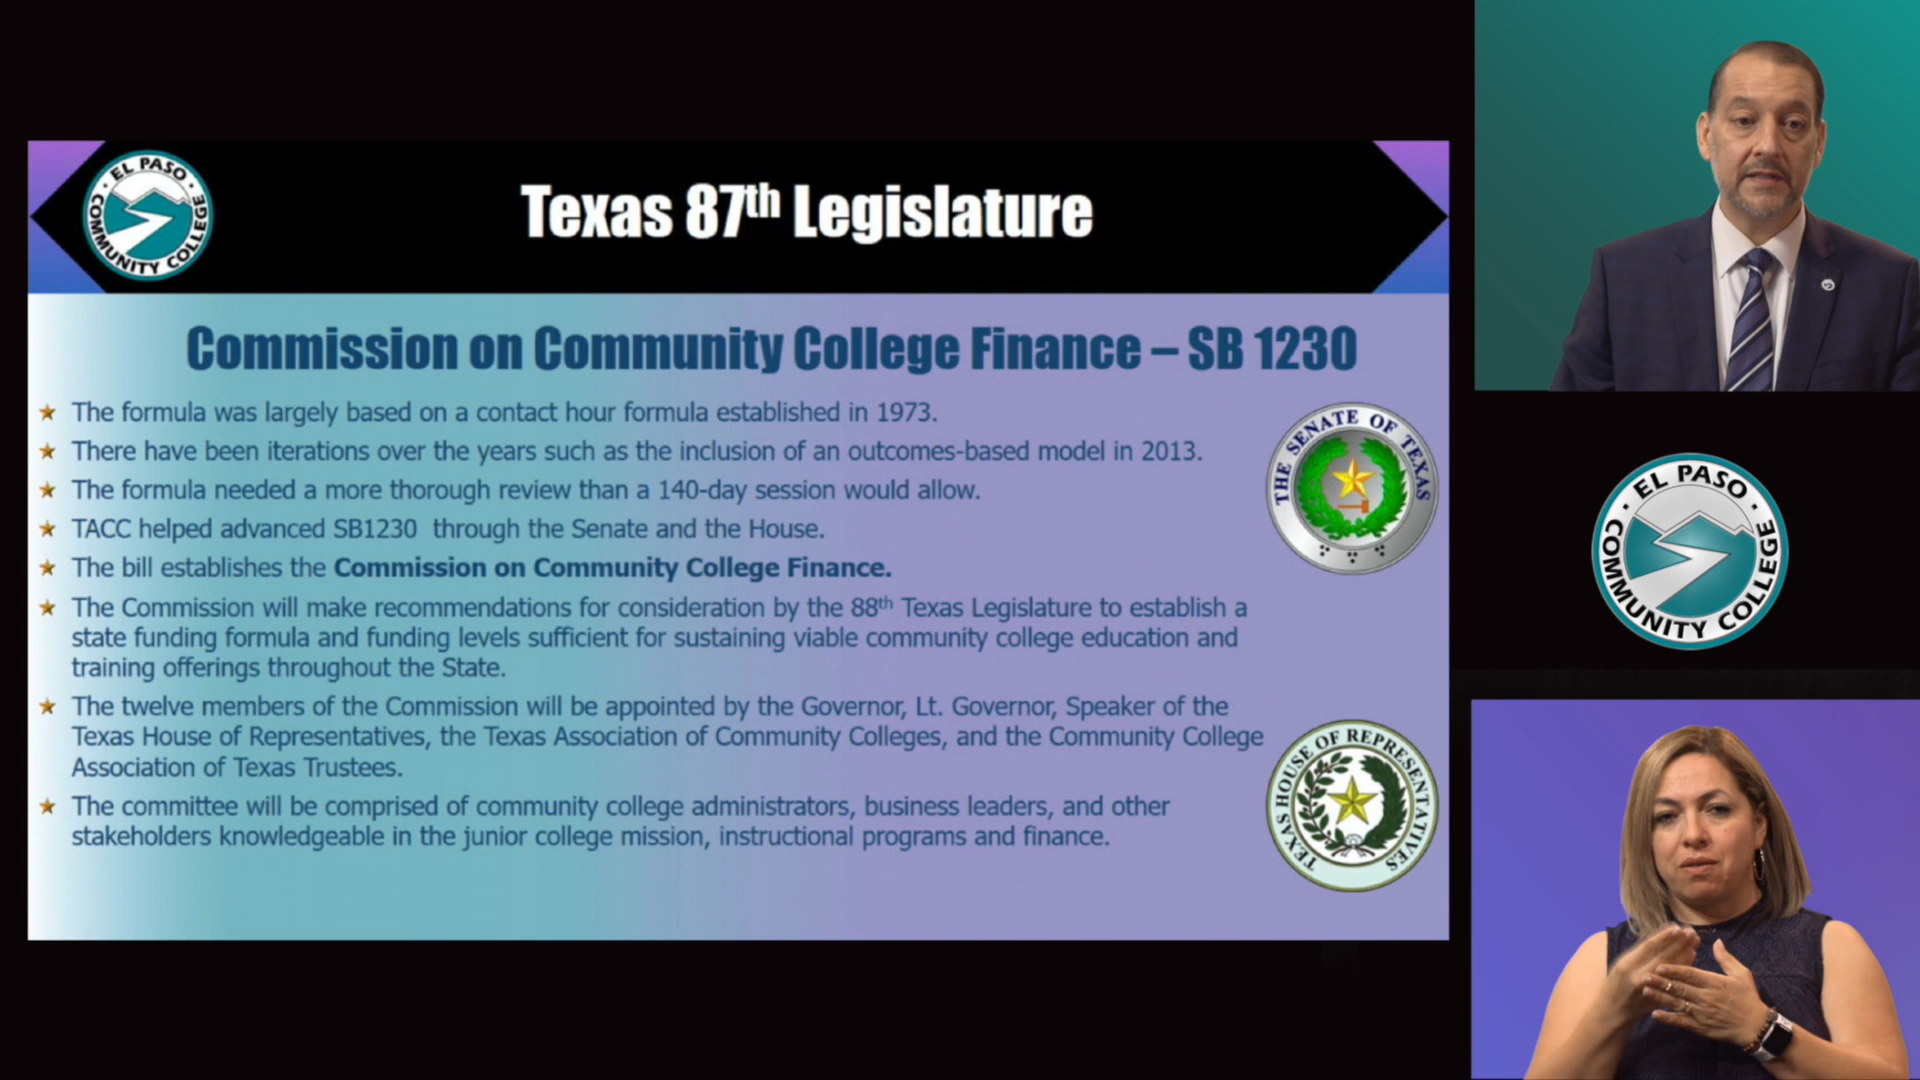 EL PASO COMMUNITY COLLEGE
Texas 87th Legislature
Commission on Community College Finance – SB 1230
The formula was largely based on a contact hour formula established in 1973.
There have been iterations over the years such as the inclusion of an outcomes-based model in 2013.
The formula needed a more thorough review than a 140-day session would allow.
TACC helped advanced SB1230 through the Senate and the House.
The bill establishes the Commission on Community College Finance.
The Commission will make recommendations for consideration by the 88th Texas Legislature to establish a
state funding formula and funding levels sufficient for sustaining viable community college education and
training offerings throughout the State.
The twelve members of the Commission will be appointed by the Governor, Lt. Governor, Speaker of the
Texas House of Representatives, the Texas Association of Community Colleges, and the Community College
Association of Texas Trustees.
The committee will be comprised of community college administrators, business leaders, and other
stakeholders knowledgeable in the junior college mission, instructional programs and finance.
THE SENATE OF TEXAS
TEXAS HOUSE OF REPRESENTATIVES
EL PASO COMMUNITY COLLEGE